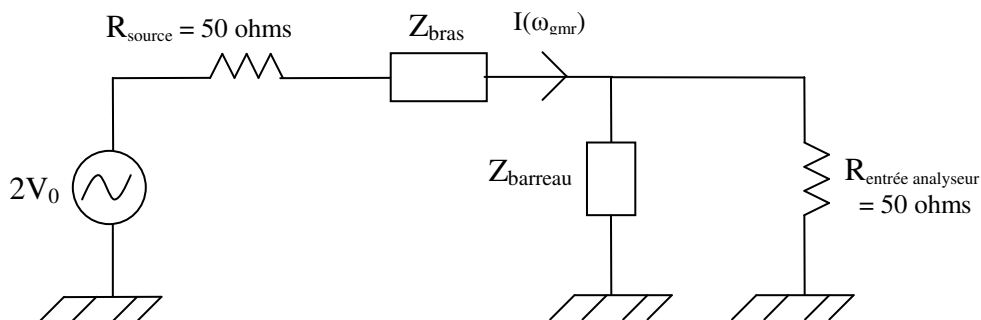 R_source = 50 ohms
Z_bras
I(ω_gmr)
2V_0
Z_barreau
R_entrée analyseur
= 50 ohms